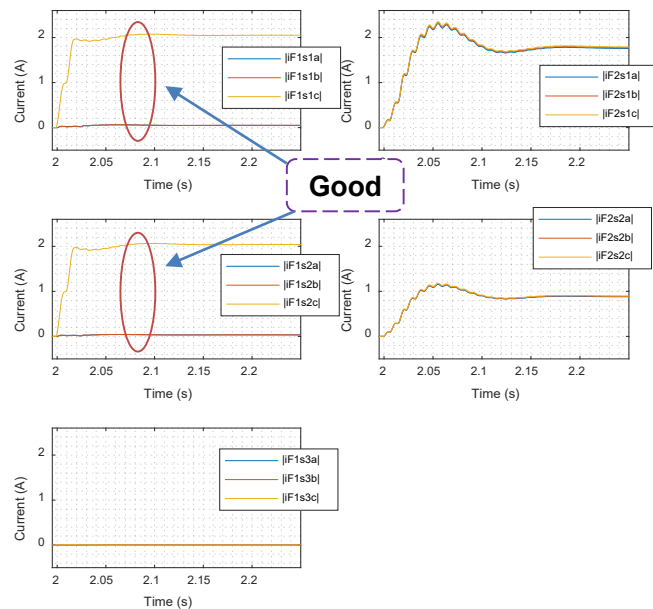 Current (A)
2
1
0
|iF1s1a|
|iF1s1b|
|iF1s1c|
2
2.05
2.1
2.15
2.2
Time (s)
Current (A)
2
1
0
|iF2s1a|
|iF2s1b|
|iF2s1c|
2
2.05
2.1
2.15
2.2
Time (s)
Good
Current (A)
2
1
0
|iF1s2a|
|iF1s2b|
|iF1s2c|
2
2.05
2.1
2.15
2.2
Time (s)
Current (A)
2
1
0
|iF2s2a|
|iF2s2b|
|iF2s2c|
2
2.05
2.1
2.15
2.2
Time (s)
Current (A)
2
1
0
|iF1s3a|
|iF1s3b|
|iF1s3c|
2
2.05
2.1
2.15
2.2
Time (s)